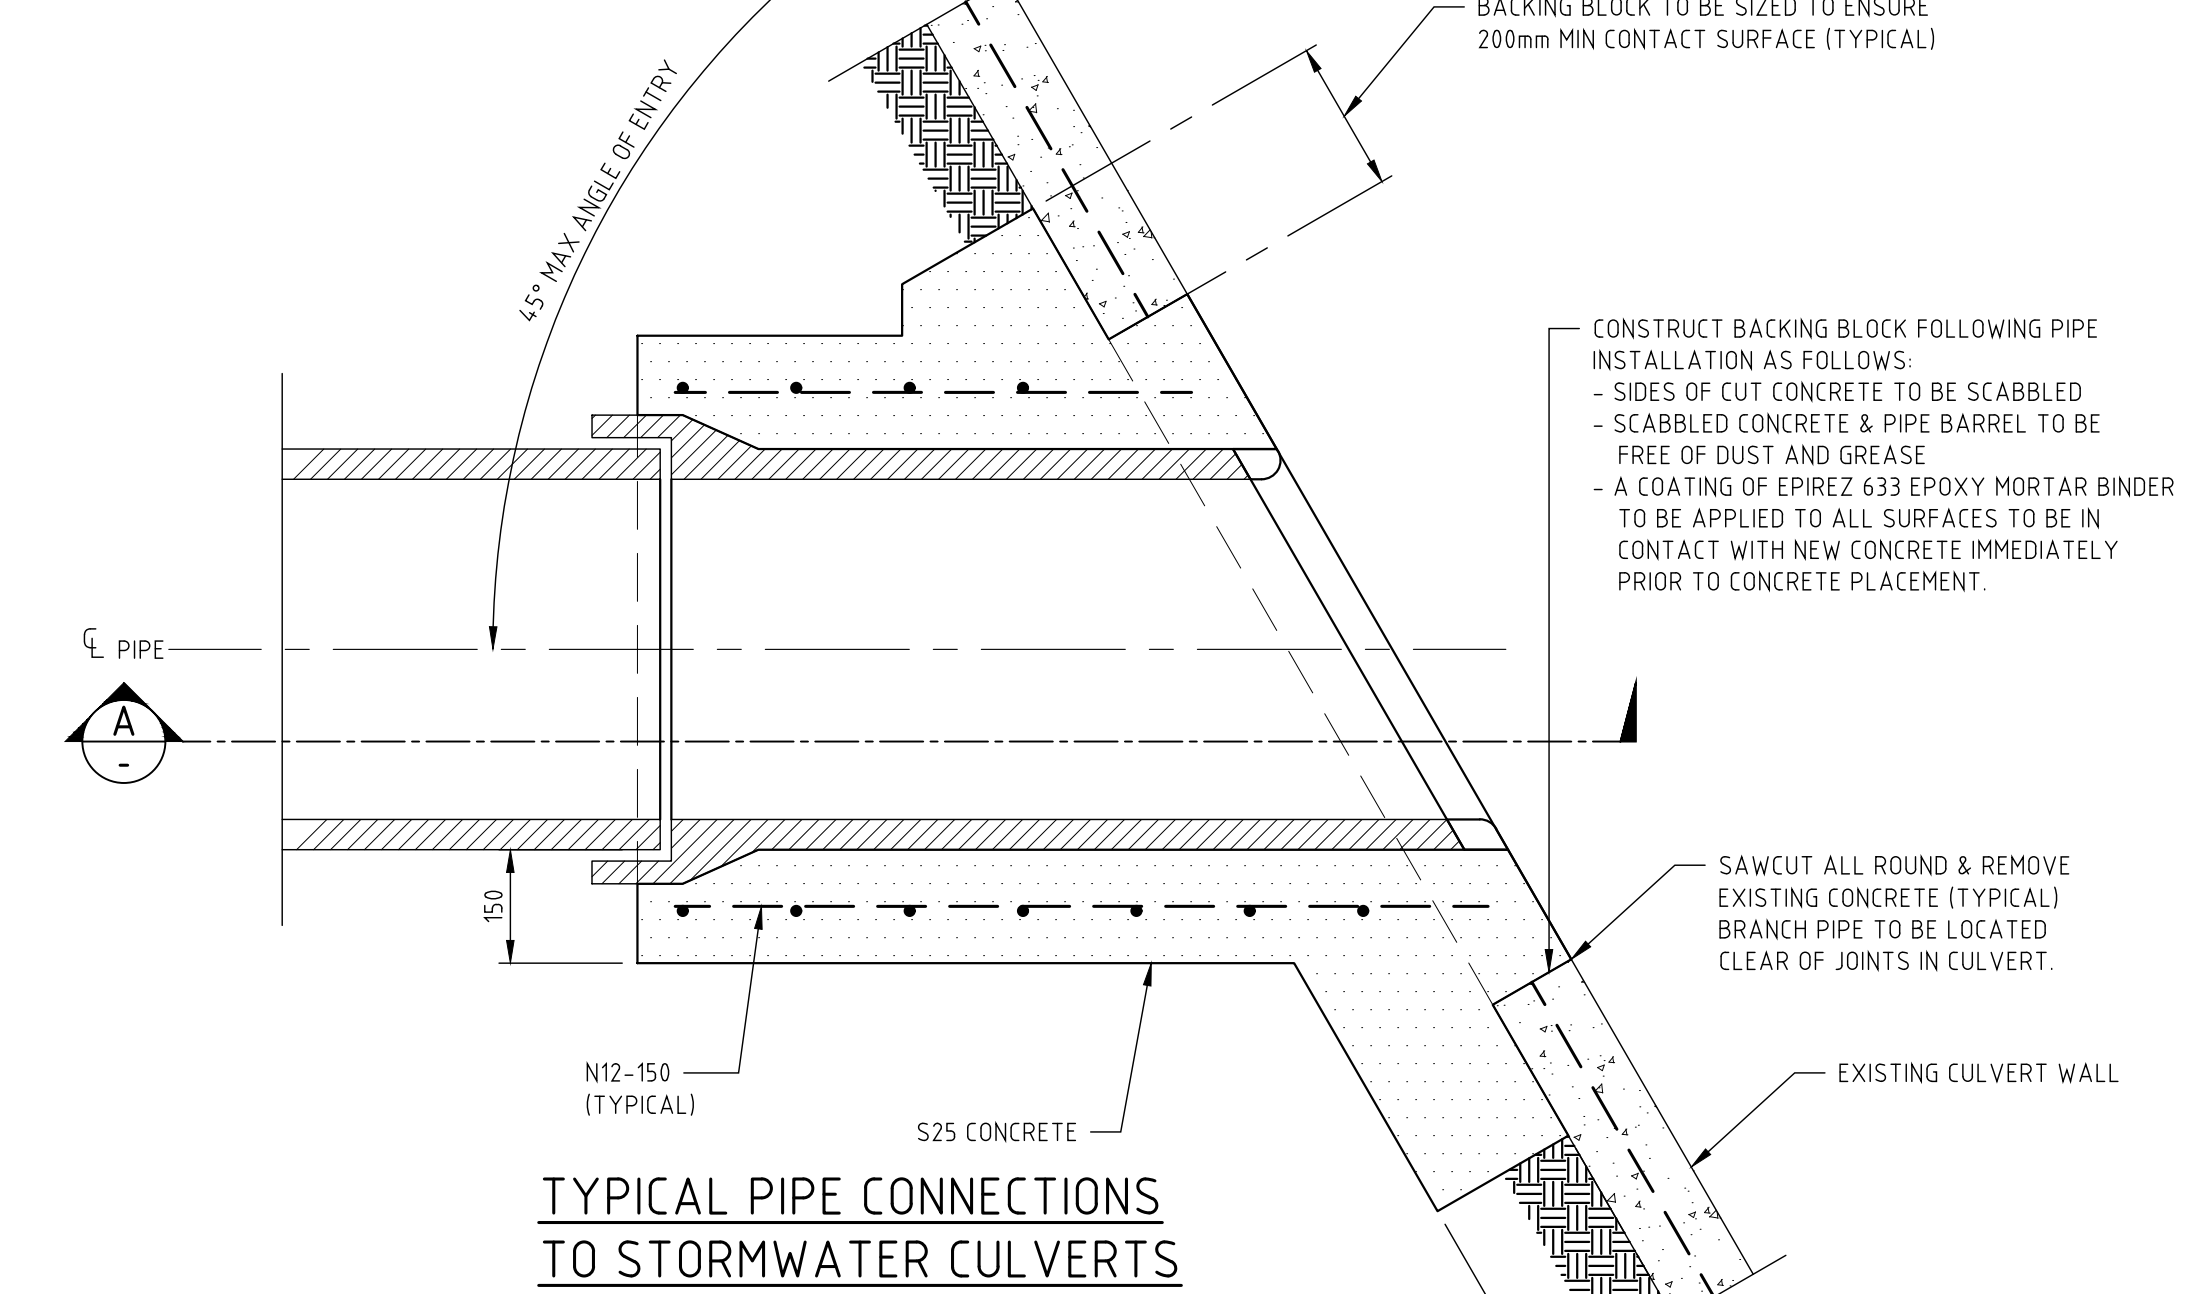 BACKING BLOCK TO BE SIZED TO ENSURE
200mm MIN CONTACT SURFACE (TYPICAL)
45° MAX ANGLE OF ENTRY
CONSTRUCT BACKING BLOCK FOLLOWING PIPE
INSTALLATION AS FOLLOWS:
- SIDES OF CUT CONCRETE TO BE SCABBLED
- SCABBLED CONCRETE & PIPE BARREL TO BE
FREE OF DUST AND GREASE
- A COATING OF EPIREZ 633 EPOXY MORTAR BINDER
TO BE APPLIED TO ALL SURFACES TO BE IN
CONTACT WITH NEW CONCRETE IMMEDIATELY
PRIOR TO CONCRETE PLACEMENT.
℄ PIPE
A
-
150
SAWCUT ALL ROUND & REMOVE
EXISTING CONCRETE (TYPICAL)
BRANCH PIPE TO BE LOCATED
CLEAR OF JOINTS IN CULVERT.
N12-150
(TYPICAL)
S25 CONCRETE
EXISTING CULVERT WALL
TYPICAL PIPE CONNECTIONS
TO STORMWATER CULVERTS